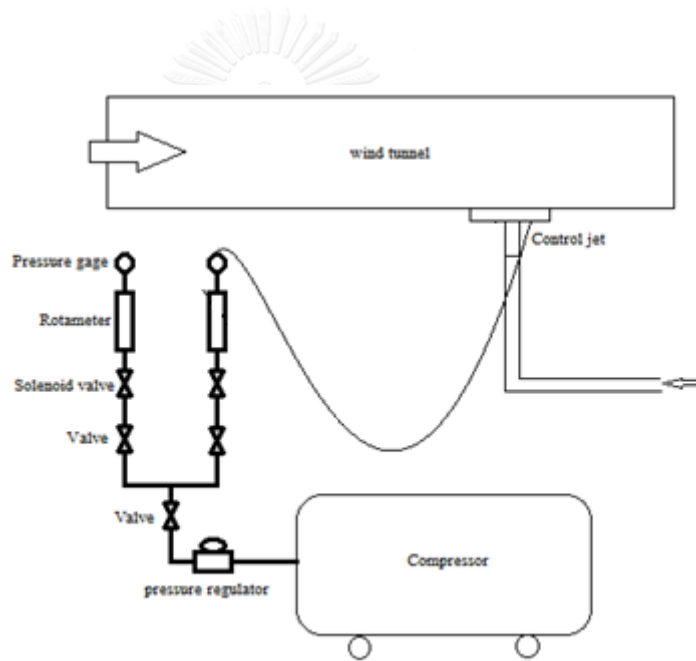 wind tunnel
Control jet
Pressure gage
Rotameter
Solenoid valve
Valve
Valve
Compressor
pressure regulator